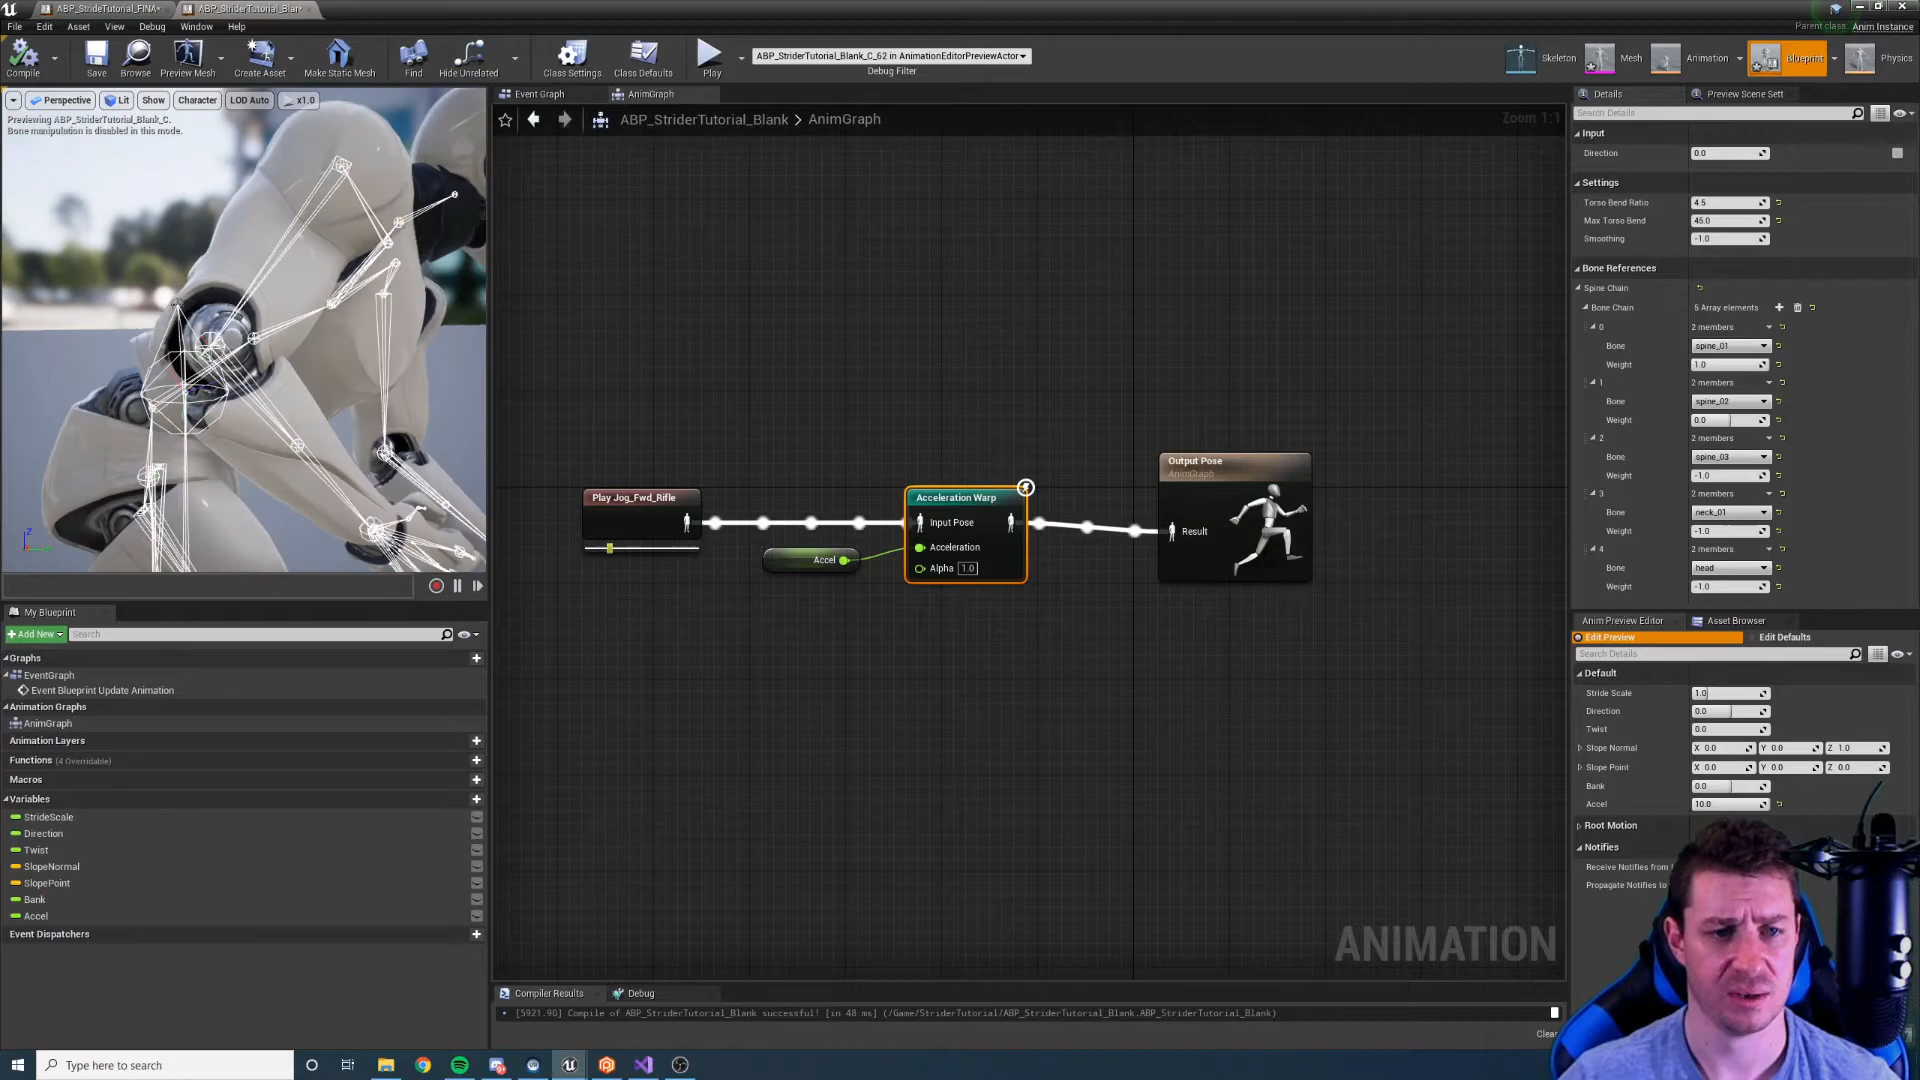 ABP_StrideTutorial_FINA*
ABP_StriderTutorial_Blar*
File Edit Asset View Debug Window Help
Parent class: Anim Instance
Compile Save Browse Preview Mesh Create Asset Make Static Mesh Find Hide Unrelated Class Settings Class Defaults Play
ABP_StriderTutorial_Blank_C_62 in AnimationEditorPreviewActor
Debug Filter
Skeleton Mesh Animation Blueprint Physics
Perspective Lit Show Character LOD Auto x1.0
Previewing ABP_StriderTutorial_Blank_C.
Bone manipulation is disabled in this mode.
Z
Event Graph AnimGraph
ABP_StriderTutorial_Blank > AnimGraph
Zoom 1:1
Play Jog_Fwd_Rifle
Accel
Acceleration Warp
Input Pose
Acceleration
Alpha 1.0
Output Pose
AnimGraph
Result
ANIMATION
My Blueprint
+Add New Search
Graphs
EventGraph
Event Blueprint Update Animation
Animation Graphs
AnimGraph
Animation Layers
Functions (4 Overridable)
Macros
Variables
StrideScale
Direction
Twist
SlopeNormal
SlopePoint
Bank
Accel
Event Dispatchers
Compiler Results Debug
[5921.90] Compile of ABP_StriderTutorial_Blank successful! [in 48 ms] (/Game/StriderTutorial/ABP_StriderTutorial_Blank.ABP_StriderTutorial_Blank)
Clear
Details Preview Scene Sett
Search Details
Input
Direction 0.0
Settings
Torso Bend Ratio 4.5
Max Torso Bend 45.0
Smoothing -1.0
Bone References
Spine Chain
Bone Chain 5 Array elements
0 2 members
Bone spine_01
Weight 1.0
1 2 members
Bone spine_02
Weight 0.0
2 2 members
Bone spine_03
Weight -1.0
3 2 members
Bone neck_01
Weight -1.0
4 2 members
Bone head
Weight -1.0
Anim Preview Editor Asset Browser
Edit Preview Edit Defaults
Search Details
Default
Stride Scale 1.0
Direction 0.0
Twist 0.0
Slope Normal X 0.0 Y 0.0 Z 1.0
Slope Point X 0.0 Y 0.0 Z 0.0
Bank 0.0
Accel 10.0
Root Motion
Notifies
Receive Notifies from
Propagate Notifies to
Type here to search